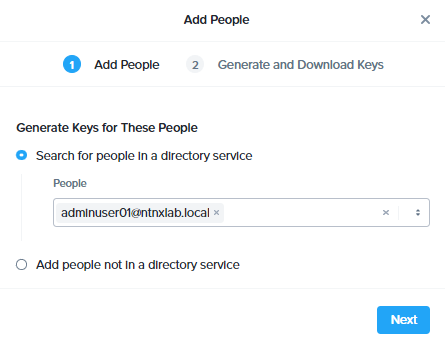 Add People
1 Add People 2 Generate and Download Keys
Generate Keys for These People
Search for people in a directory service
People
adminuser01@ntnxlab.local
Add people not in a directory service
Next